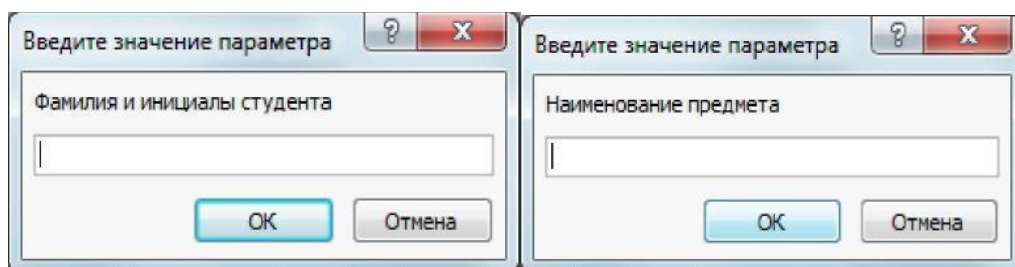 Введите значение параметра
Фамилия и инициалы студента
ОК
Отмена
Введите значение параметра
Наименование предмета
ОК
Отмена